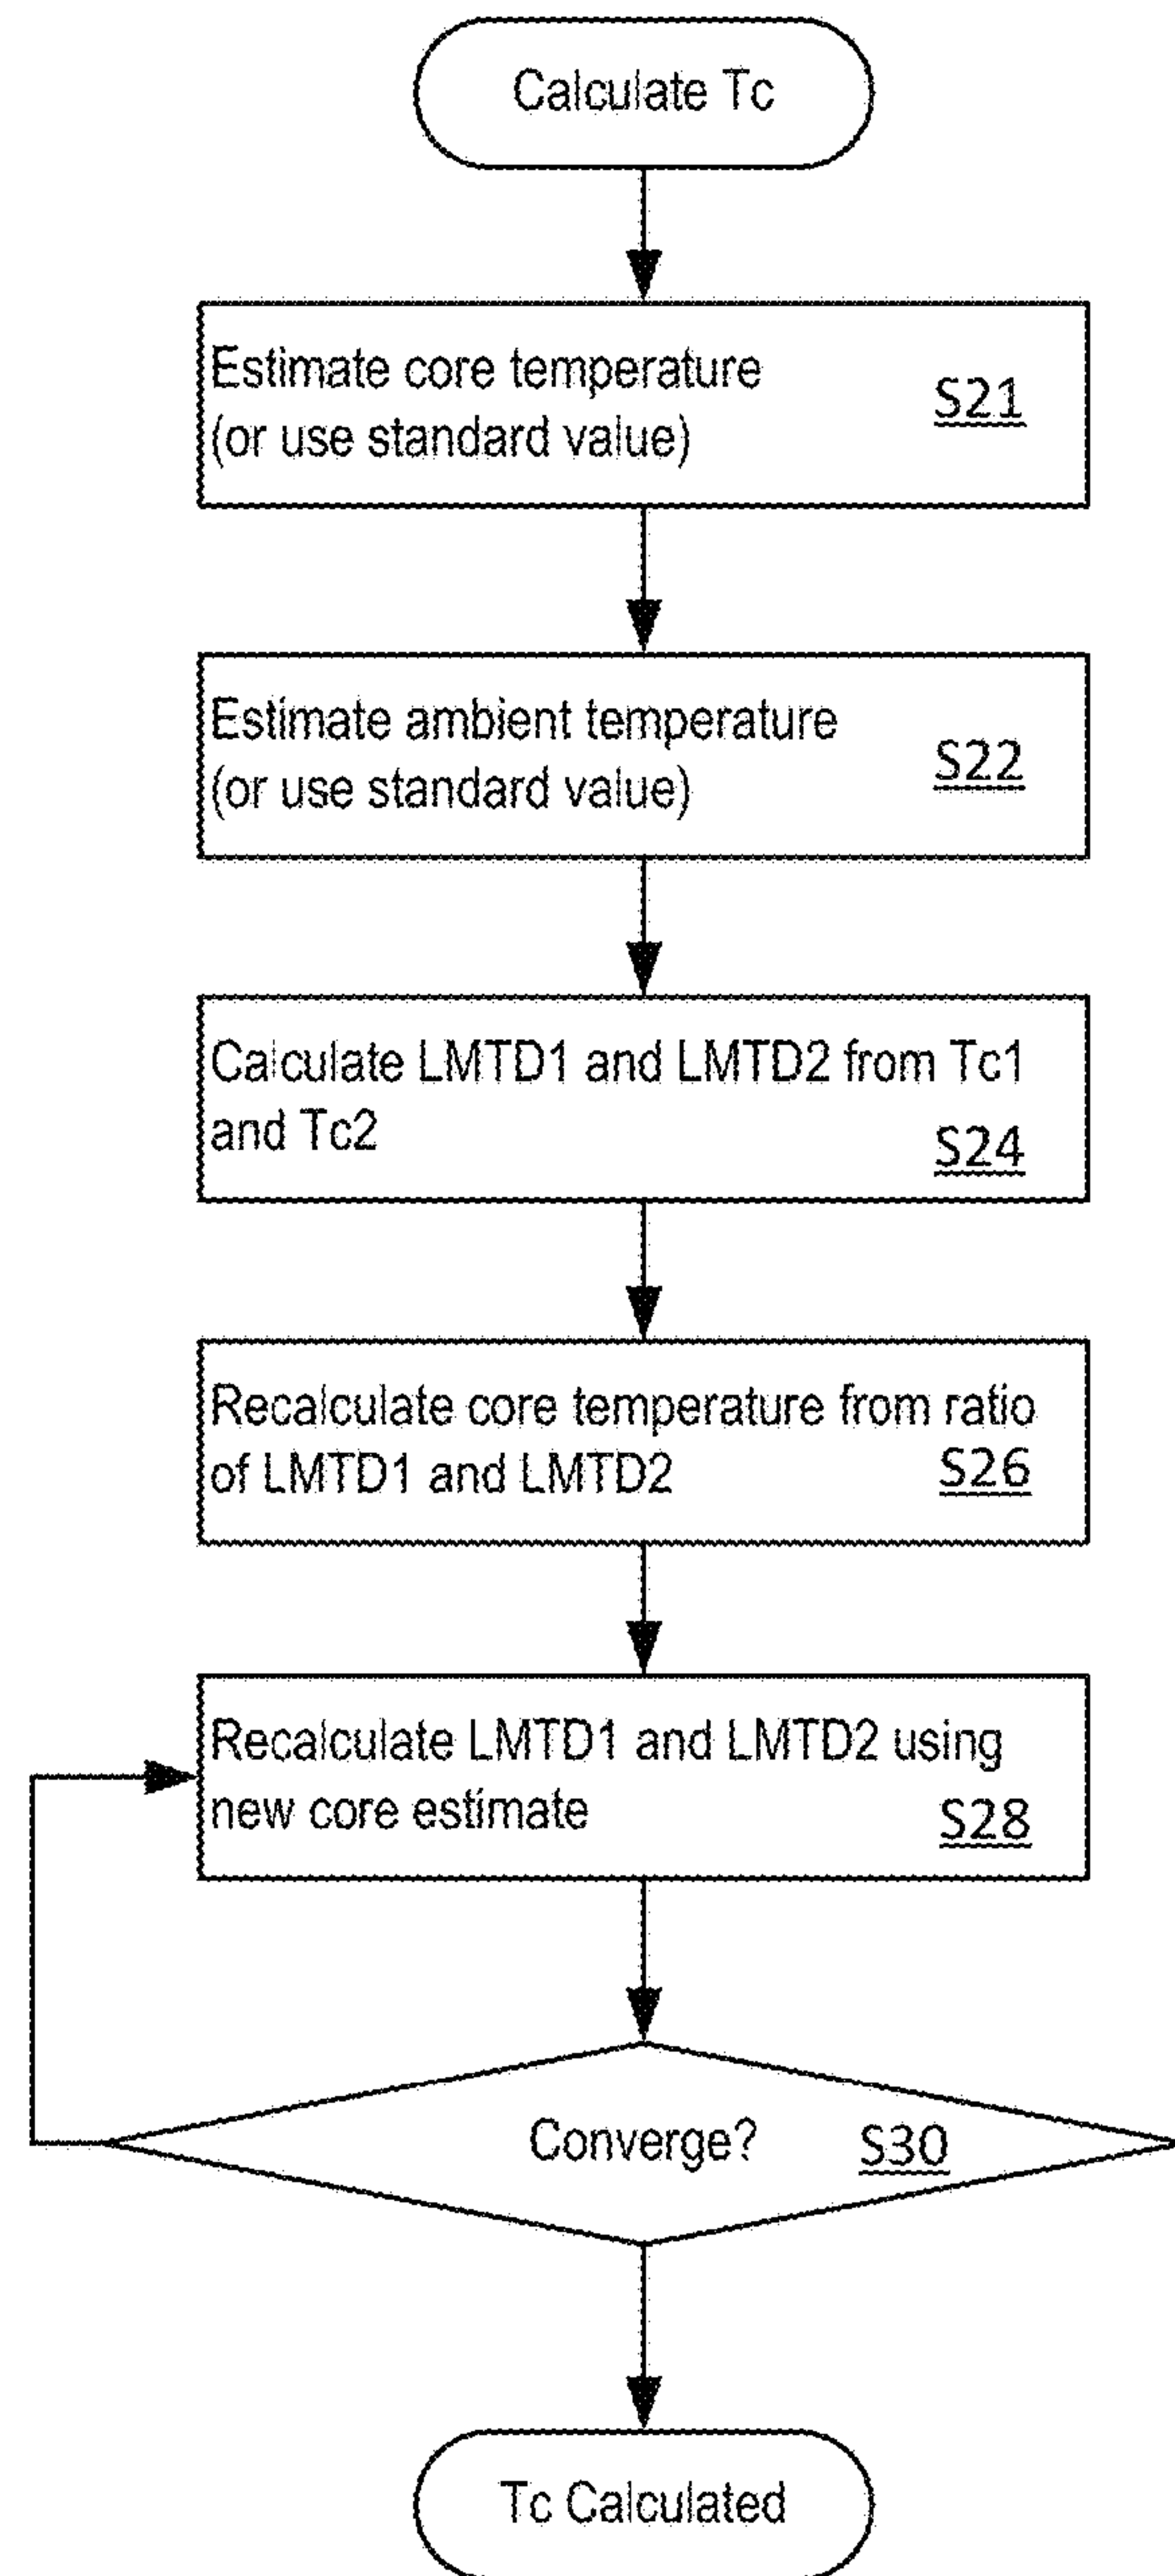 Calculate Tc
Estimate core temperature
(or use standard value)
S21
Estimate ambient temperature
(or use standard value)
S22
Calculate LMTD1 and LMTD2 from Tc1
and Tc2
S24
Recalculate core temperature from ratio
of LMTD1 and LMTD2
S26
Recalculate LMTD1 and LMTD2 using
new core estimate
S28
Converge?
S30
Tc Calculated